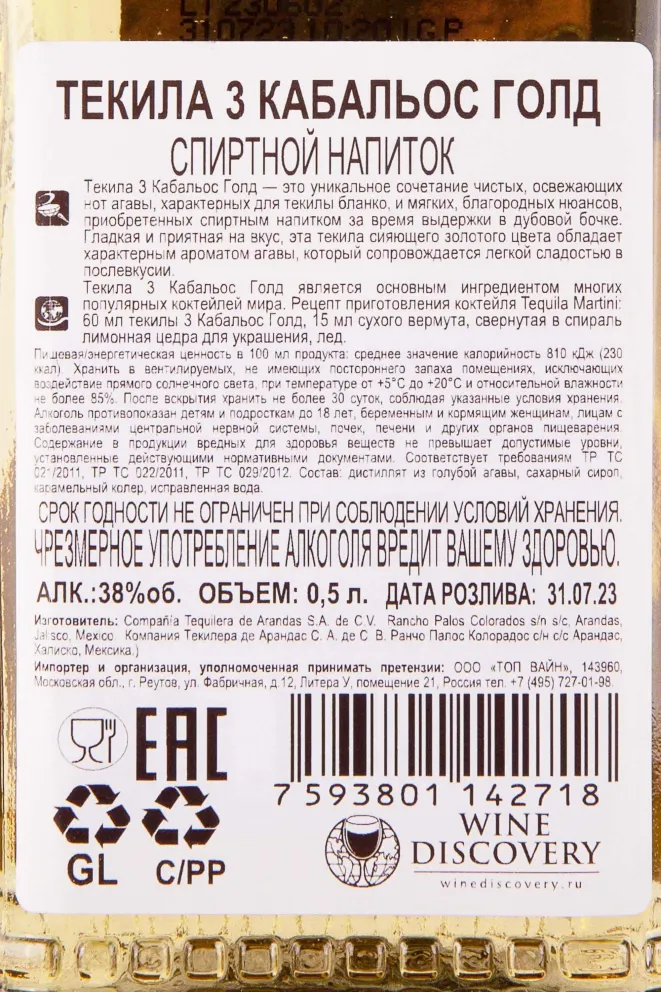 LT230602
310723 10:20 IGP
ТЕКИЛА 3 КАБАЛЬОС ГОЛД
СПИРТНОЙ НАПИТОК
Текила 3 Кабальос Голд — это уникальное сочетание чистых, освежающих
нот агавы, характерных для текилы бланко, и мягких, благородных нюансов,
приобретенных спиртным напитком за время выдержки в дубовой бочке.
Гладкая и приятная на вкус, эта текила сияющего золотого цвета обладает
характерным ароматом агавы, который сопровождается легкой сладостью в
послевкусии.
Текила 3 Кабальос Голд является основным ингредиентом многих
популярных коктейлей мира. Рецепт приготовления коктейля Tequila Martini:
60 мл текилы 3 Кабальос Голд, 15 мл сухого вермута, свернутая в спираль
лимонная цедра для украшения, лед.
Пищевая/энергетическая ценность в 100 мл продукта: среднее значение калорийность 810 кДж (230
ккал). Хранить в вентилируемых, не имеющих постороннего запаха помещениях, исключающих
воздействие прямого солнечного света, при температуре от +5°С до +20°С и относительной влажности
не более 85%. После вскрытия хранить не более 30 суток, соблюдая указанные условия хранения.
Алкоголь противопоказан детям и подросткам до 18 лет, беременным и кормящим женщинам, лицам с
заболеваниями центральной нервной системы, почек, печени и других органов пищеварения.
Содержание в продукции вредных для здоровья веществ не превышает допустимые уровни,
установленные действующими нормативными документами. Соответствует требованиям ТР ТС
021/2011, ТР ТС 022/2011, ТР ТС 029/2012. Состав: дистиллят из голубой агавы, сахарный сироп,
карамельный колер, исправленная вода.
СРОК ГОДНОСТИ НЕ ОГРАНИЧЕН ПРИ СОБЛЮДЕНИИ УСЛОВИЙ ХРАНЕНИЯ.
ЧРЕЗМЕРНОЕ УПОТРЕБЛЕНИЕ АЛКОГОЛЯ ВРЕДИТ ВАШЕМУ ЗДОРОВЬЮ.
АЛК.:38%об. ОБЪЕМ: 0,5 л. ДАТА РОЗЛИВА: 31.07.23
Изготовитель: Compañia Tequilera de Arandas S.A. de C.V. Rancho Palos Colorados s/n s/c, Arandas,
Jalisco, Mexico. Компания Текилера де Арандас С. А. де С. В. Ранчо Палос Колорадос с/н с/с Арандас,
Халиско, Мексика.)
Импортер и организация, уполномоченная принимать претензии: ООО «ТОП ВАЙН», 143960,
Московская обл., г. Реутов, ул. Фабричная, д.12, Литера У, помещение 21, Россия тел. +7 (495) 727-01-98.
EAC
7 593801 142718
GL
C/PP
WINE
DISCOVERY
winediscovery.ru